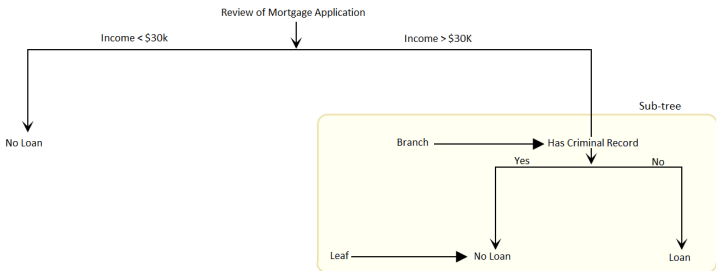 Review of Mortgage Application
Income < $30k
Income > $30K
Sub-tree
No Loan
Branch
Has Criminal Record
Yes
No
Leaf
No Loan
Loan